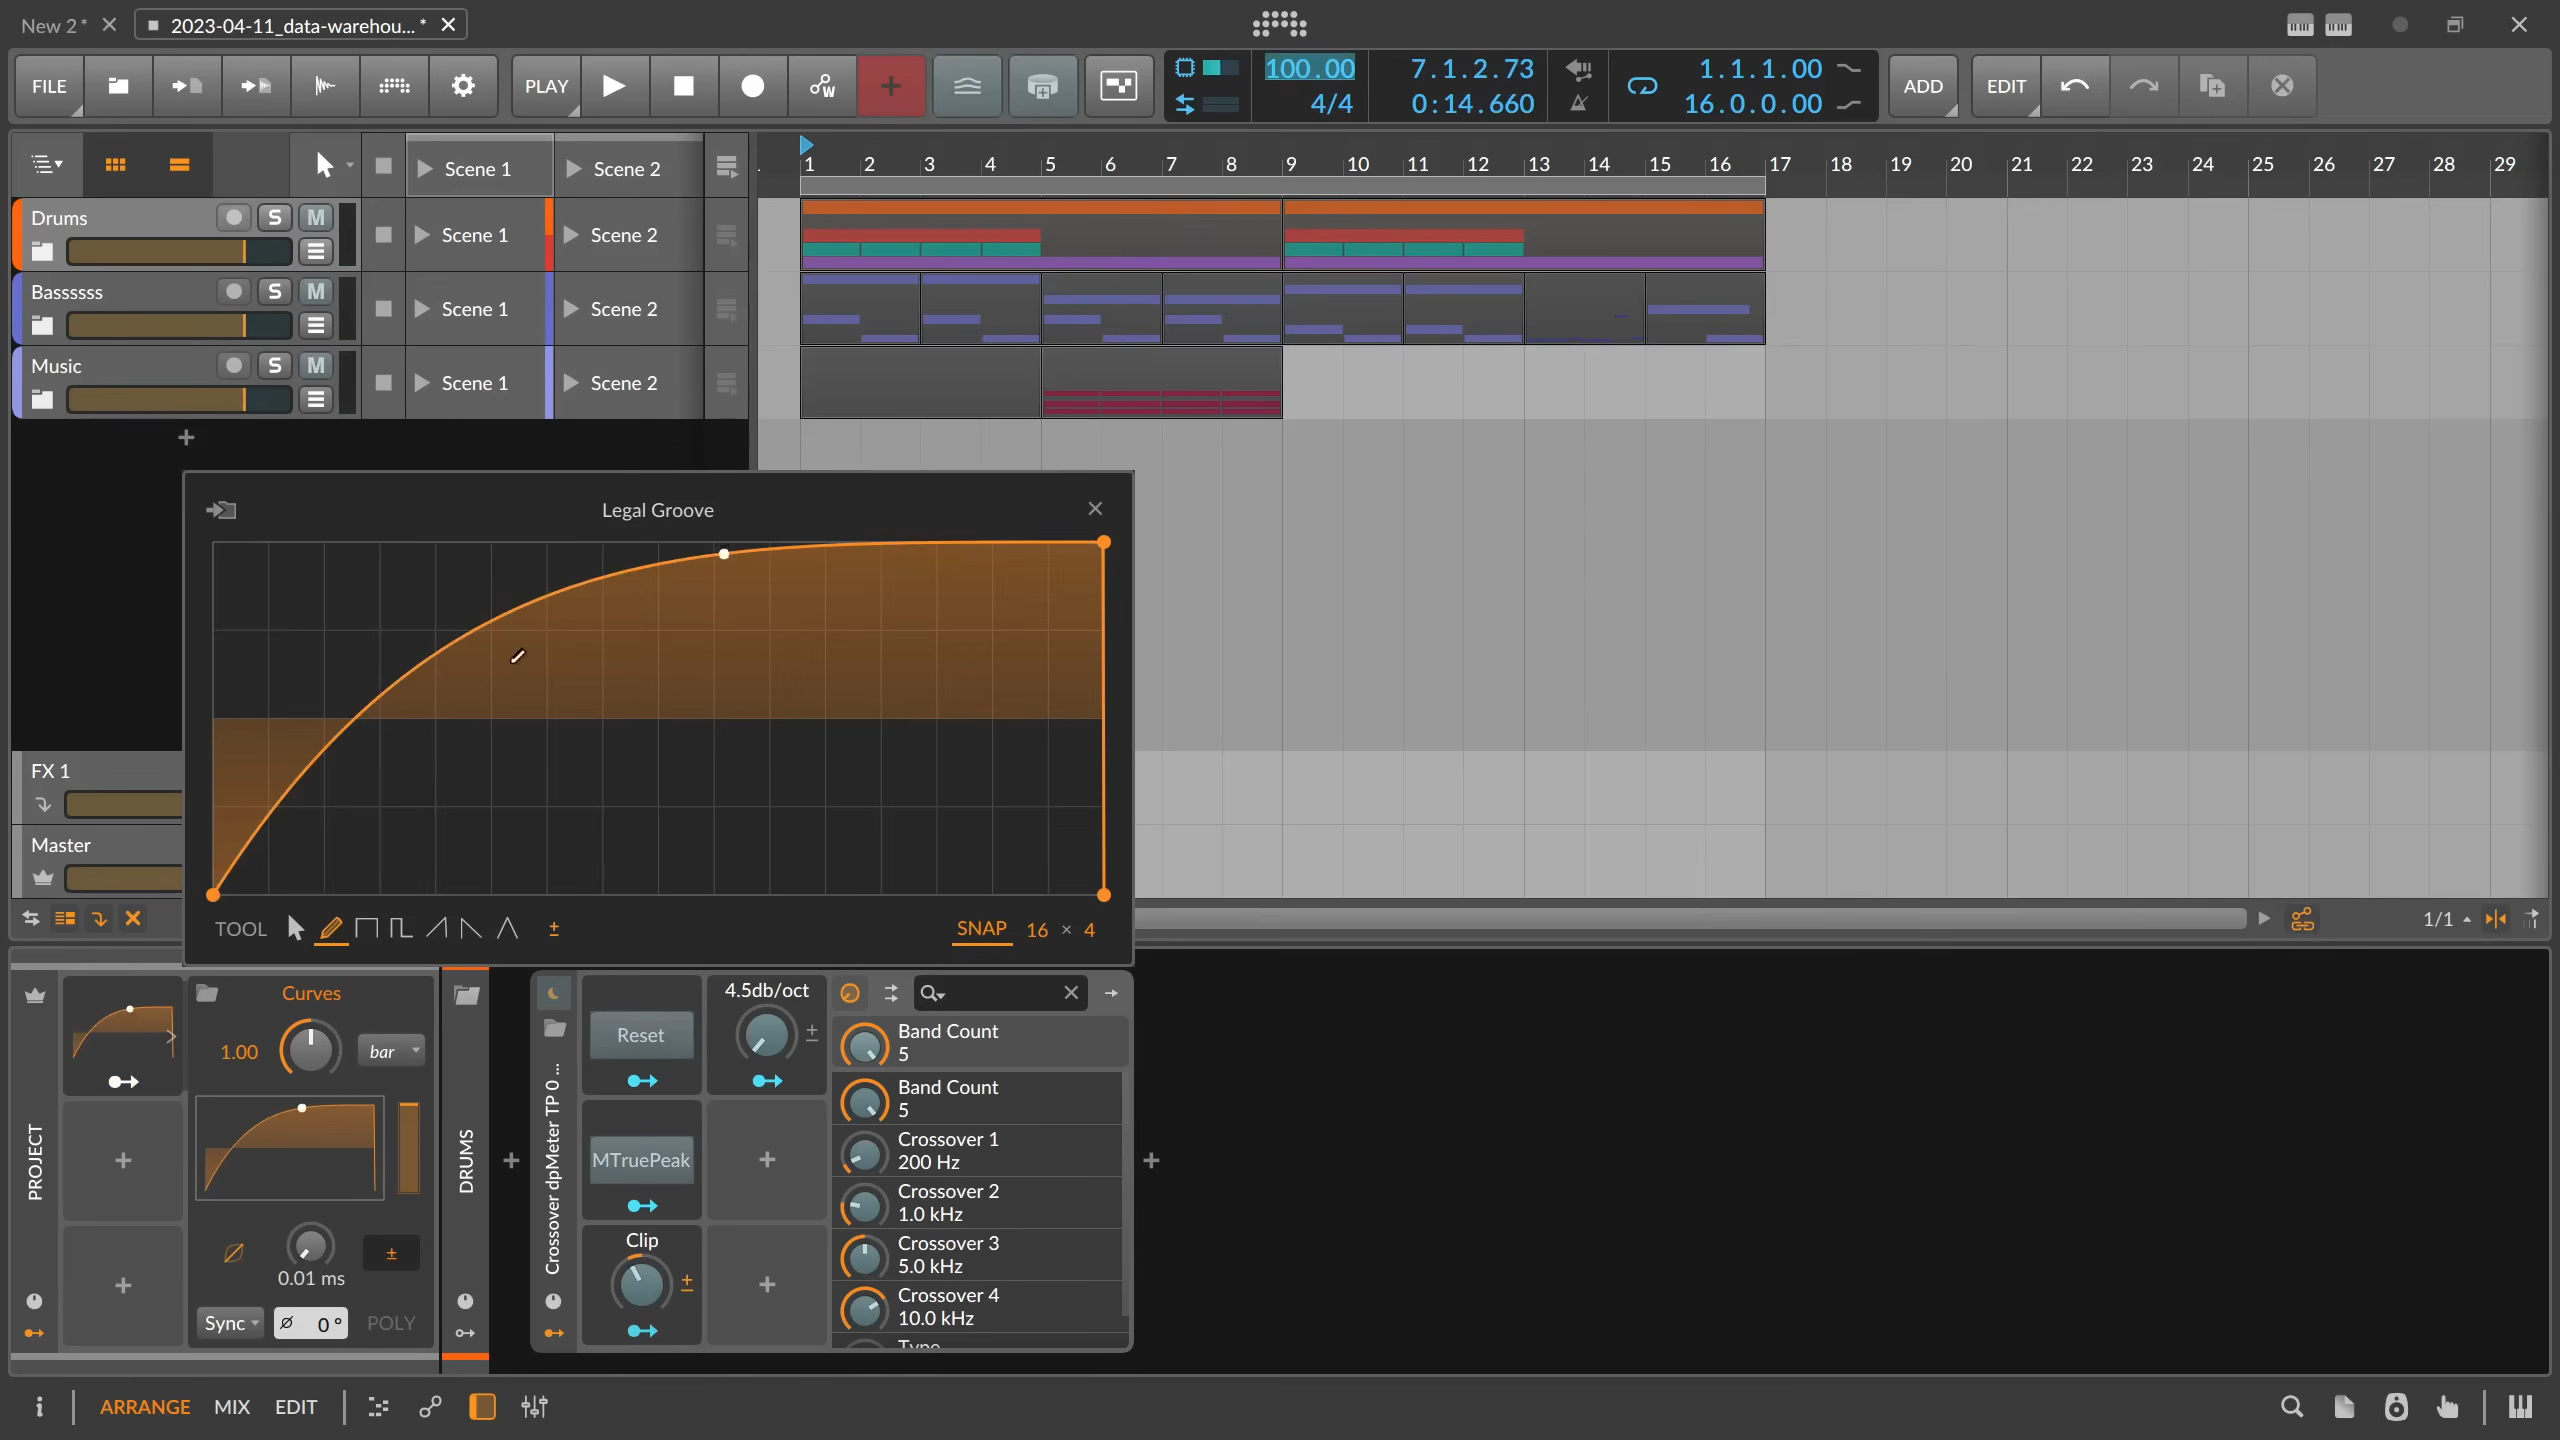 New 2 *
2023-04-11_data-warehou... *
FILE
PLAY
100.00
4/4
7.1.2.73
0:14.660
1.1.1.00
16.0.0.00
ADD
EDIT
Scene 1
Scene 2
1 2 3 4 5 6 7 8 9 10 11 12 13 14 15 16 17 18 19 20 21 22 23 24 25 26 27 28 29
Drums
S
M
Scene 1
Scene 2
Basssssss
S
M
Scene 1
Scene 2
Music
S
M
Scene 1
Scene 2
+
Legal Groove
FX 1
Master
TOOL
±
SNAP 16 × 4
1/1
PROJECT
Curves
1.00
bar
0.01 ms
±
Sync
Ø 0 °
POLY
DRUMS
Crossover dpMeter TP 0 ...
Reset
4.5db/oct
±
MTruePeak
Clip
±
Band Count
5
Band Count
5
Crossover 1
200 Hz
Crossover 2
1.0 kHz
Crossover 3
5.0 kHz
Crossover 4
10.0 kHz
Type
i
ARRANGE
MIX
EDIT